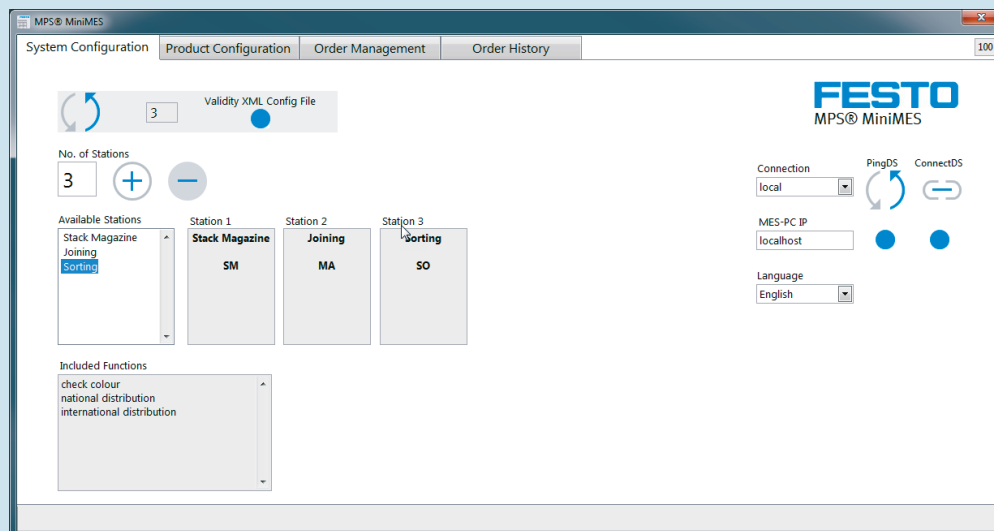 MPS® MiniMES
System Configuration
Product Configuration
Order Management
Order History
100
3
Validity XML Config File
FESTO
MPS® MiniMES
No. of Stations
3
Connection
PingDS
ConnectDS
local
Available Stations
Station 1
Station 2
Station 3
MES-PC IP
Stack Magazine
Joining
Sorting
Stack Magazine
SM
Joining
MA
Sorting
SO
localhost
Language
English
Included Functions
check colour
national distribution
international distribution